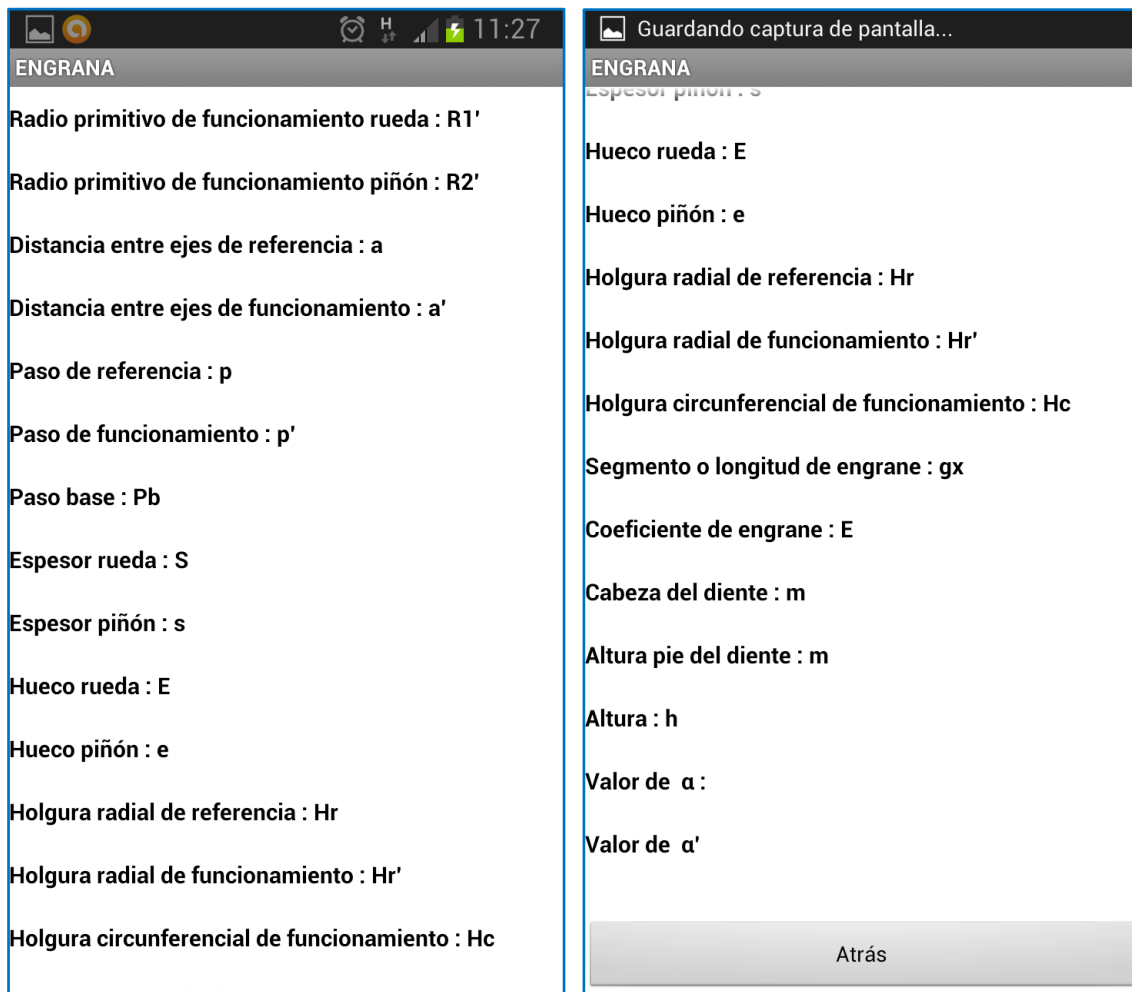 H
11:27
ENGRANA
Radio primitivo de funcionamiento rueda : R1'
Radio primitivo de funcionamiento piñón : R2'
Distancia entre ejes de referencia : a
Distancia entre ejes de funcionamiento : a'
Paso de referencia : p
Paso de funcionamiento : p'
Paso base : Pb
Espesor rueda : S
Espesor piñón : s
Hueco rueda : E
Hueco piñón : e
Holgura radial de referencia : Hr
Holgura radial de funcionamiento : Hr'
Holgura circunferencial de funcionamiento : Hc
Guardando captura de pantalla...
ENGRANA
Espesor piñón : s
Hueco rueda : E
Hueco piñón : e
Holgura radial de referencia : Hr
Holgura radial de funcionamiento : Hr'
Holgura circunferencial de funcionamiento : Hc
Segmento o longitud de engrane : gx
Coeficiente de engrane : E
Cabeza del diente : m
Altura pie del diente : m
Altura : h
Valor de  α :
Valor de  α'
Atrás